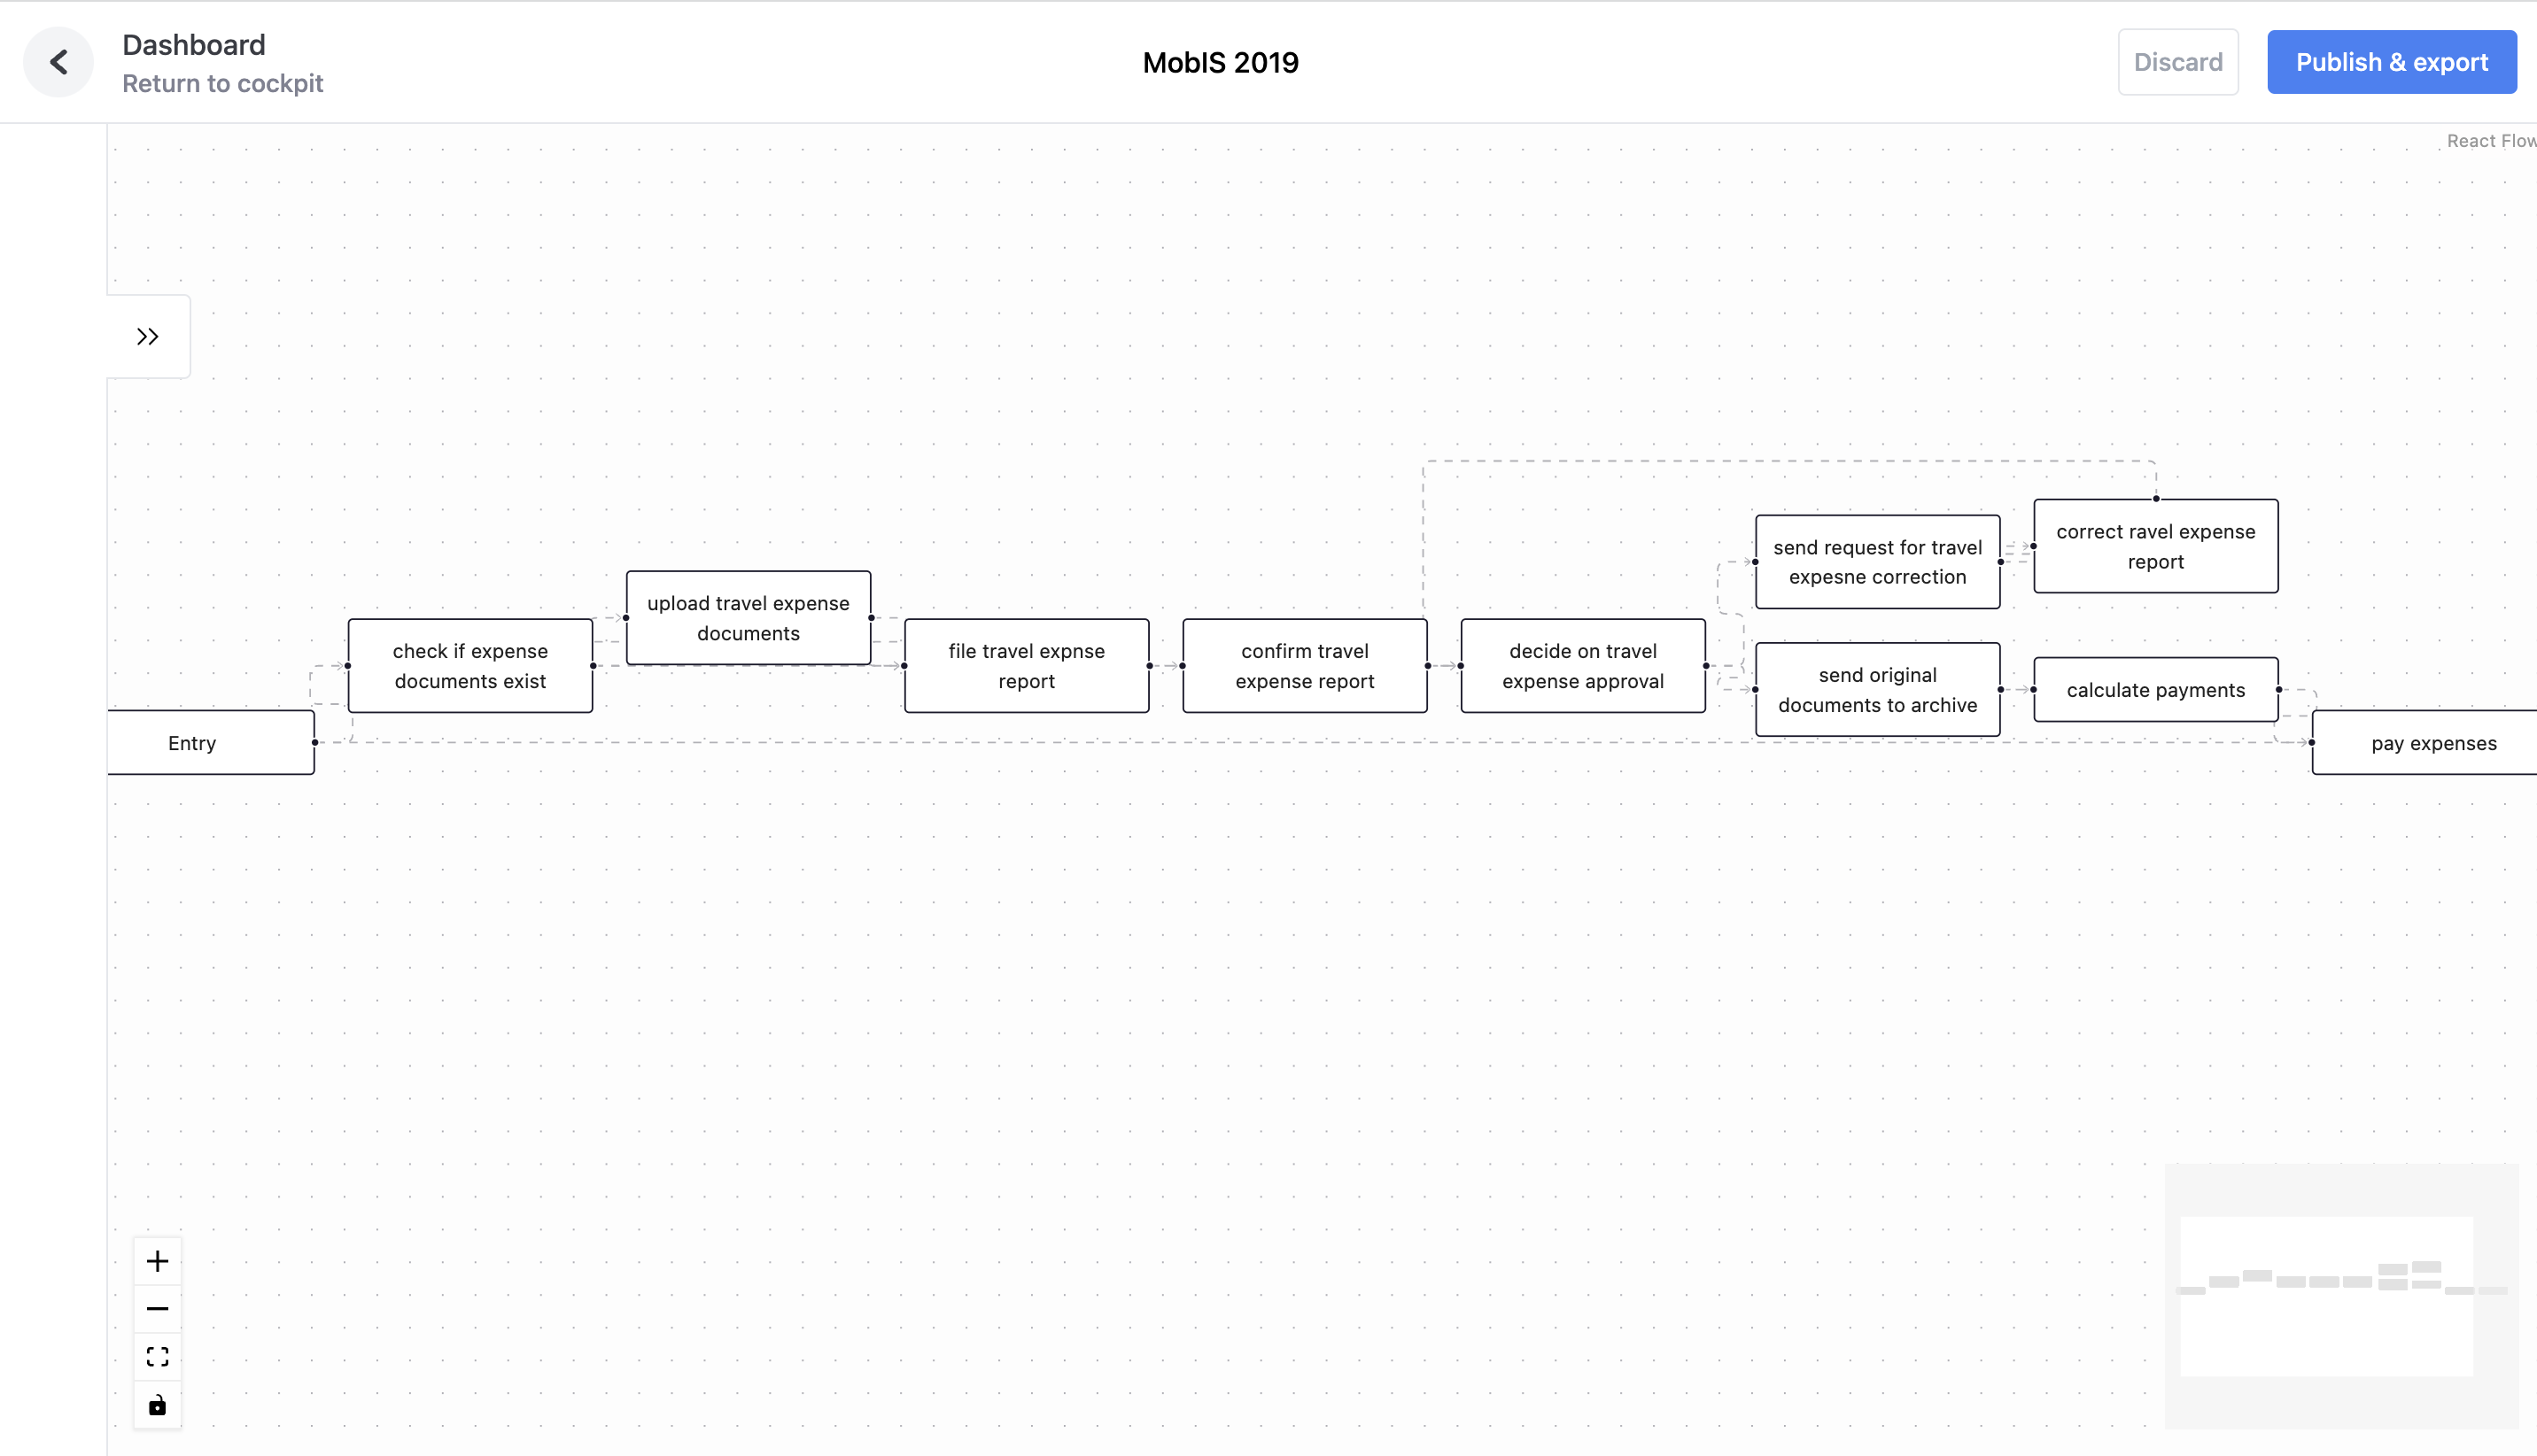 Dashboard
Return to cockpit
MobIS 2019
Discard
Publish & export
React Flow
Entry
check if expense
documents exist
upload travel expense
documents
file travel expnse
report
confirm travel
expense report
decide on travel
expense approval
send request for travel
expesne correction
correct ravel expense
report
send original
documents to archive
calculate payments
pay expenses